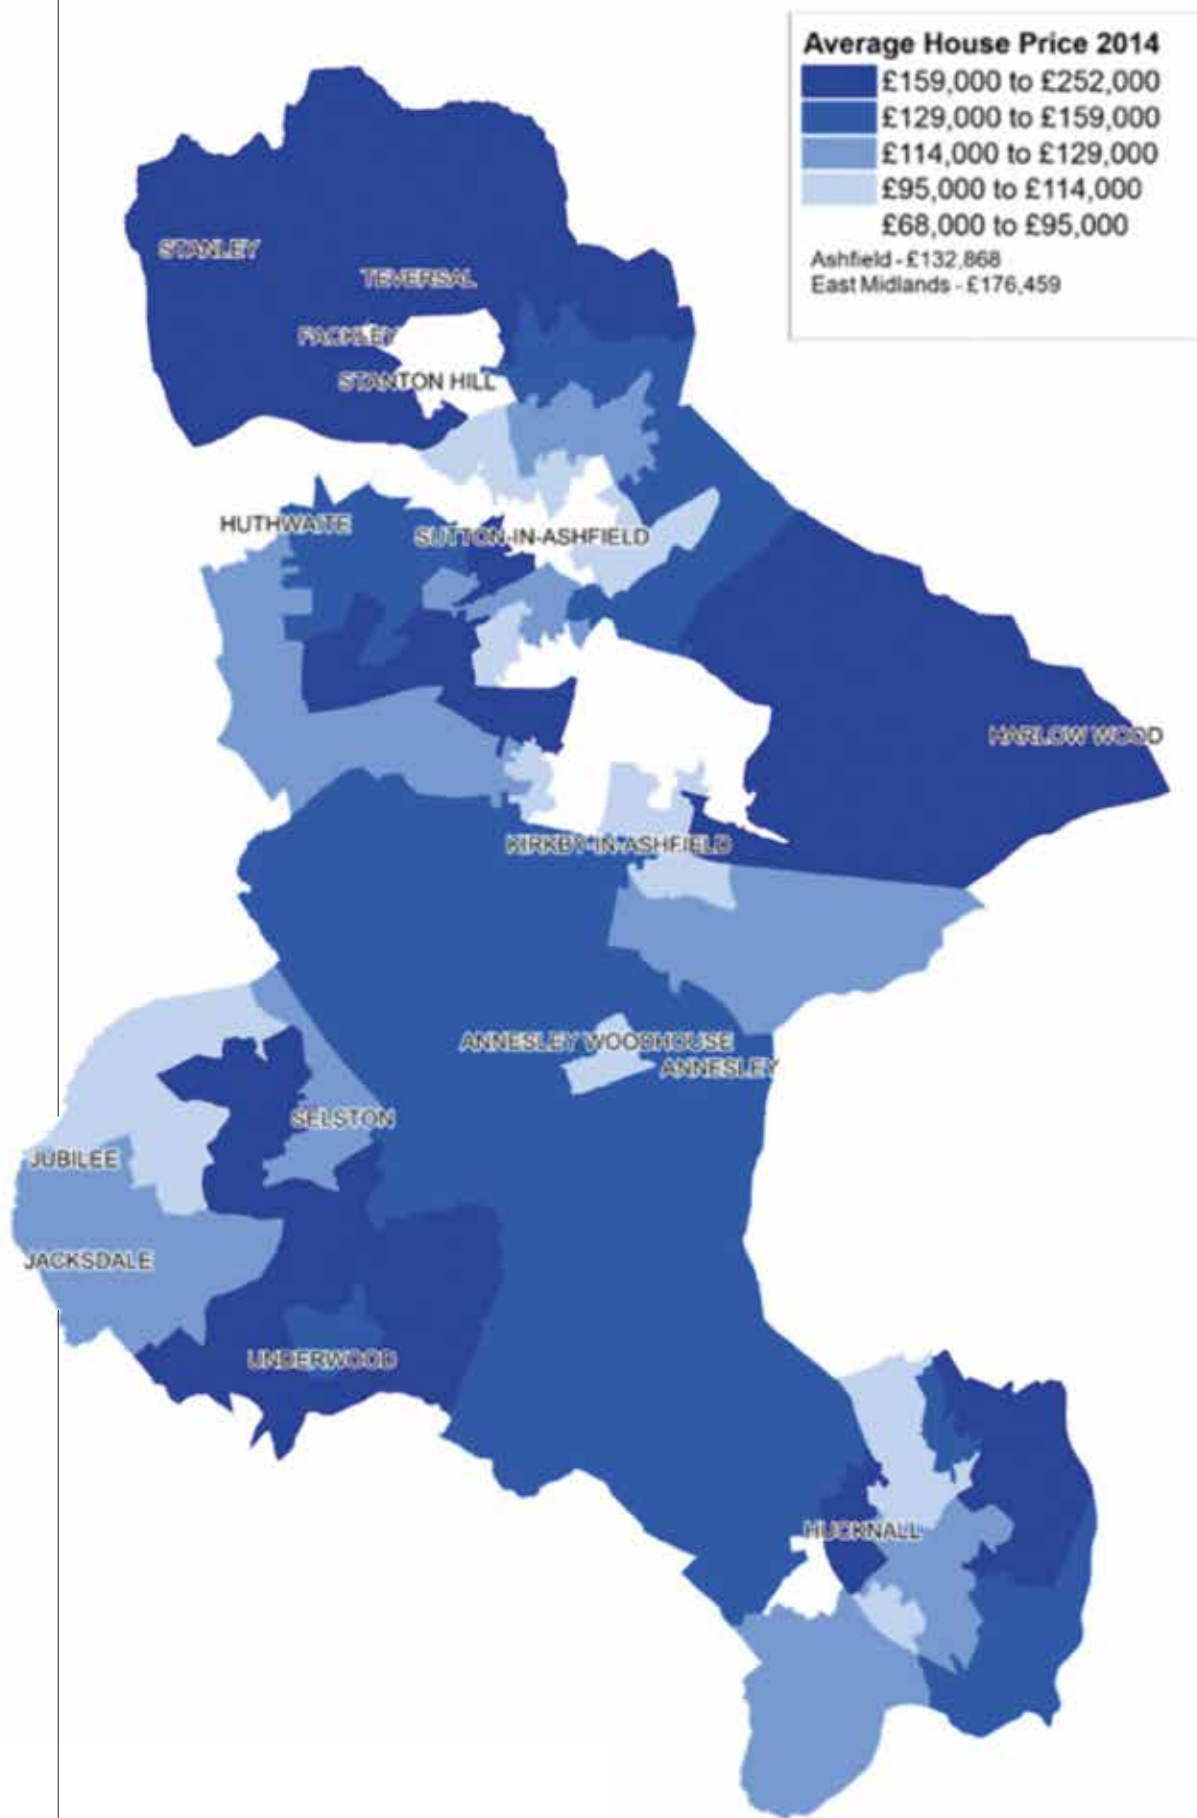 Average House Price 2014
£159,000 to £252,000
£129,000 to £159,000
£114,000 to £129,000
£95,000 to £114,000
£68,000 to £95,000
Ashfield - £132,868
East Midlands - £176,459
STANLEY
TEVERSAL
FACKLEY
STANTON HILL
HUTHWAITE
SUTTON-IN-ASHFIELD
HARLOW WOOD
KIRKBY-IN-ASHFIELD
ANNESLEY WOODHOUSE
ANNESLEY
SELSTON
JUBILEE
JACKSDALE
UNDERWOOD
HUCKNALL